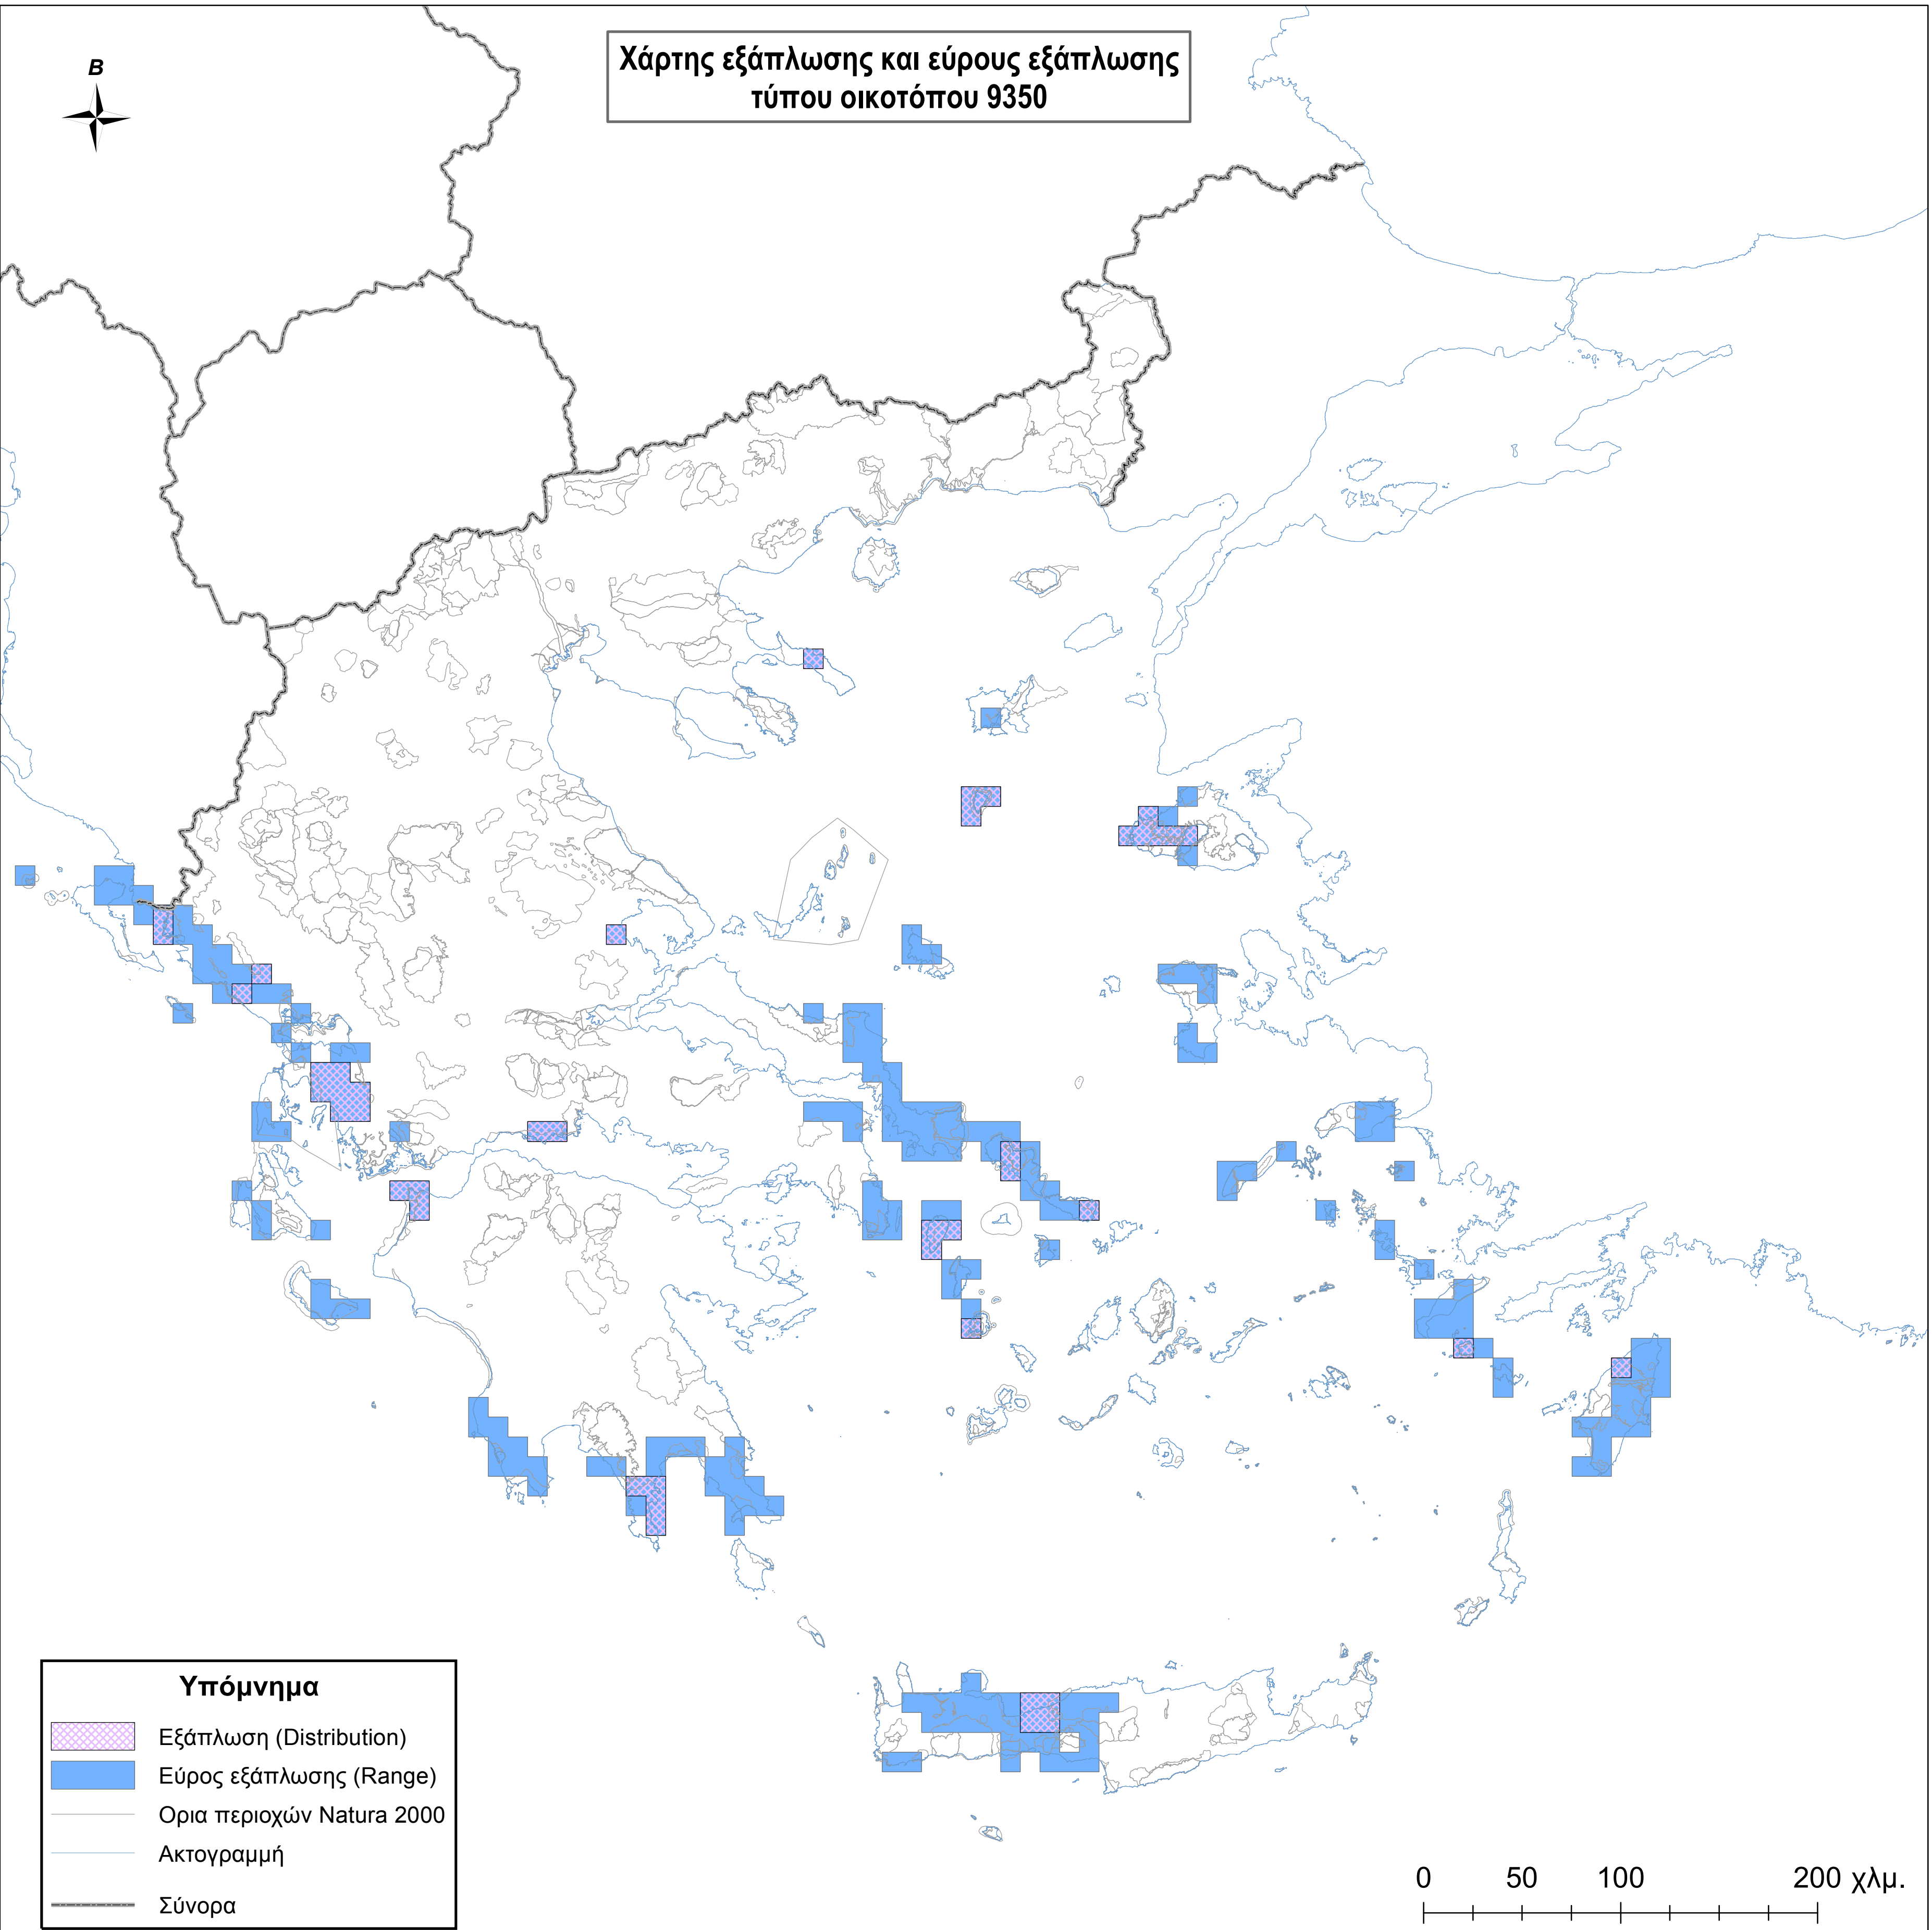 Χάρτης εξάπλωσης και εύρους εξάπλωσης
τύπου οικοτόπου 9350
Β
Υπόμνημα
Εξάπλωση (Distribution)
Εύρος εξάπλωσης (Range)
Ορια περιοχών Natura 2000
Ακτογραμμή
Σύνορα
0 50 100 200 χλμ.